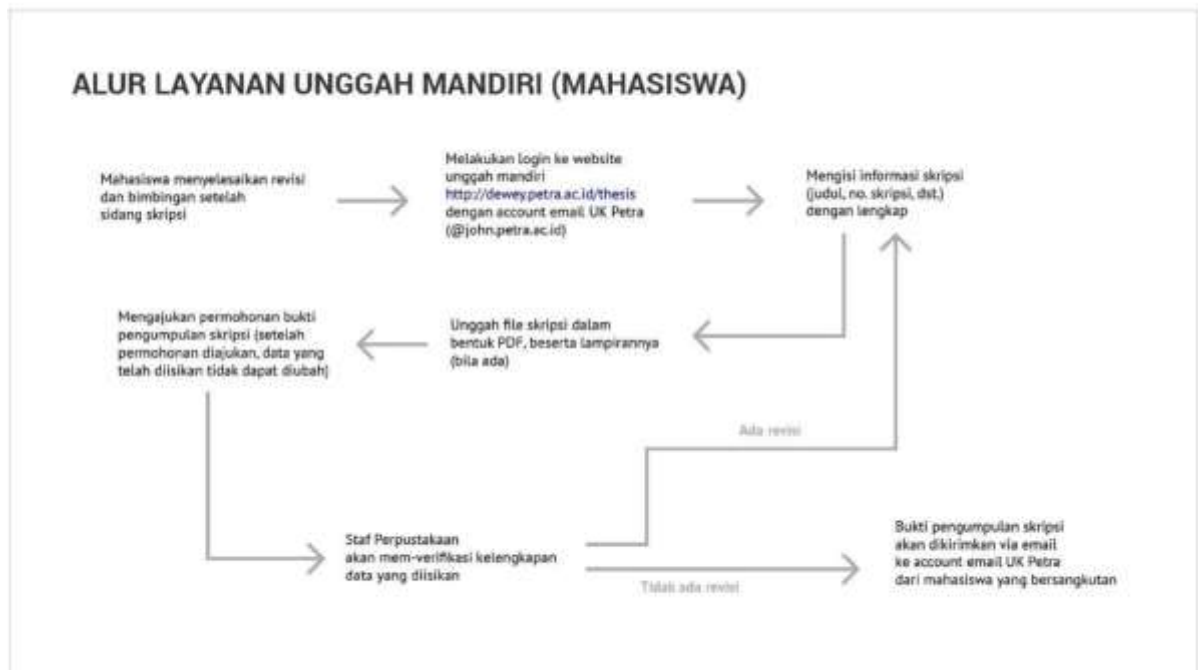 ALUR LAYANAN UNGGAH MANDIRI (MAHASISWA)
Mahasiswa menyelesaikan revisi
dan bimbingan setelah
sidang skripsi
Melakukan login ke website
unggah mandiri
http://dewey.petra.ac.id/thesis
dengan account email UK Petra
(@john.petra.ac.id)
Mengisi informasi skripsi
(judul, no. skripsi, dst.)
dengan lengkap
Unggah file skripsi dalam
bentuk PDF, beserta lampirannya
(bila ada)
Mengajukan permohonan bukti
pengumpulan skripsi (setelah
permohonan diajukan, data yang
telah diisikan tidak dapat diubah)
Staf Perpustakaan
akan mem-verifikasi kelengkapan
data yang diisikan
Ada revisi
Tidak ada revisi
Bukti pengumpulan skripsi
akan dikirimkan via email
ke account email UK Petra
dari mahasiswa yang bersangkutan